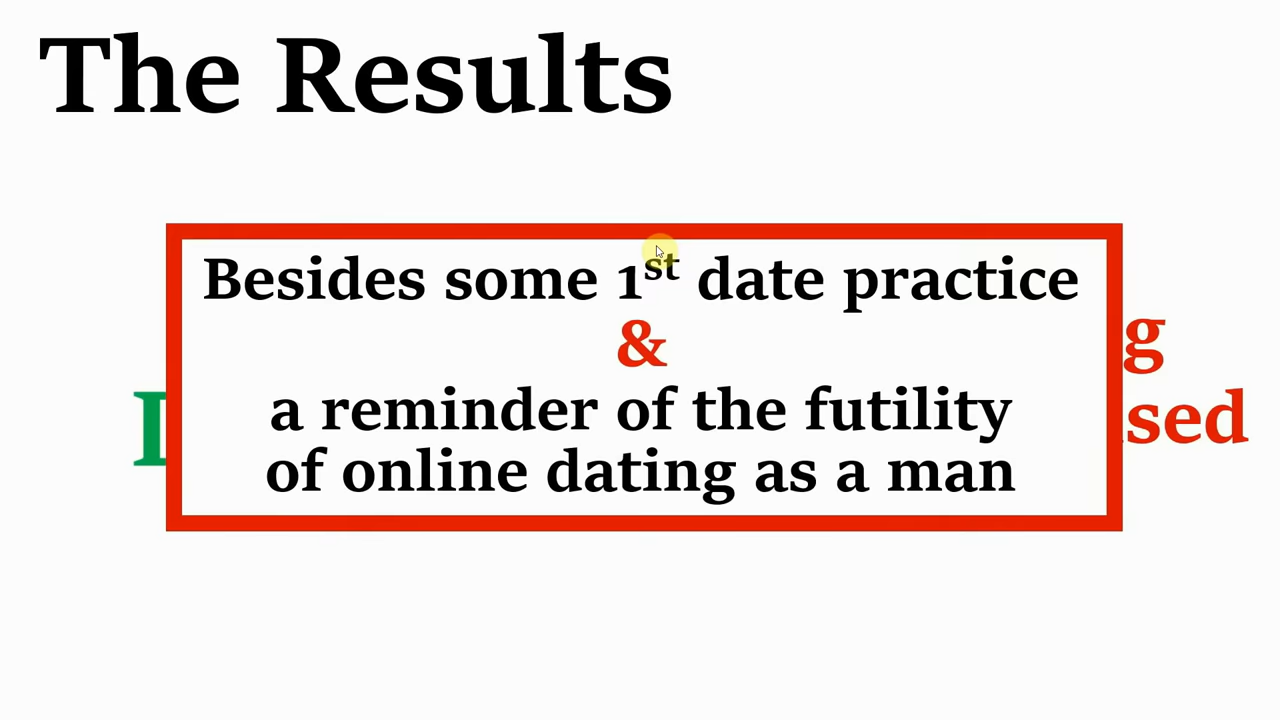 The Results
Besides some 1st date practice
&
a reminder of the futility
of online dating as a man